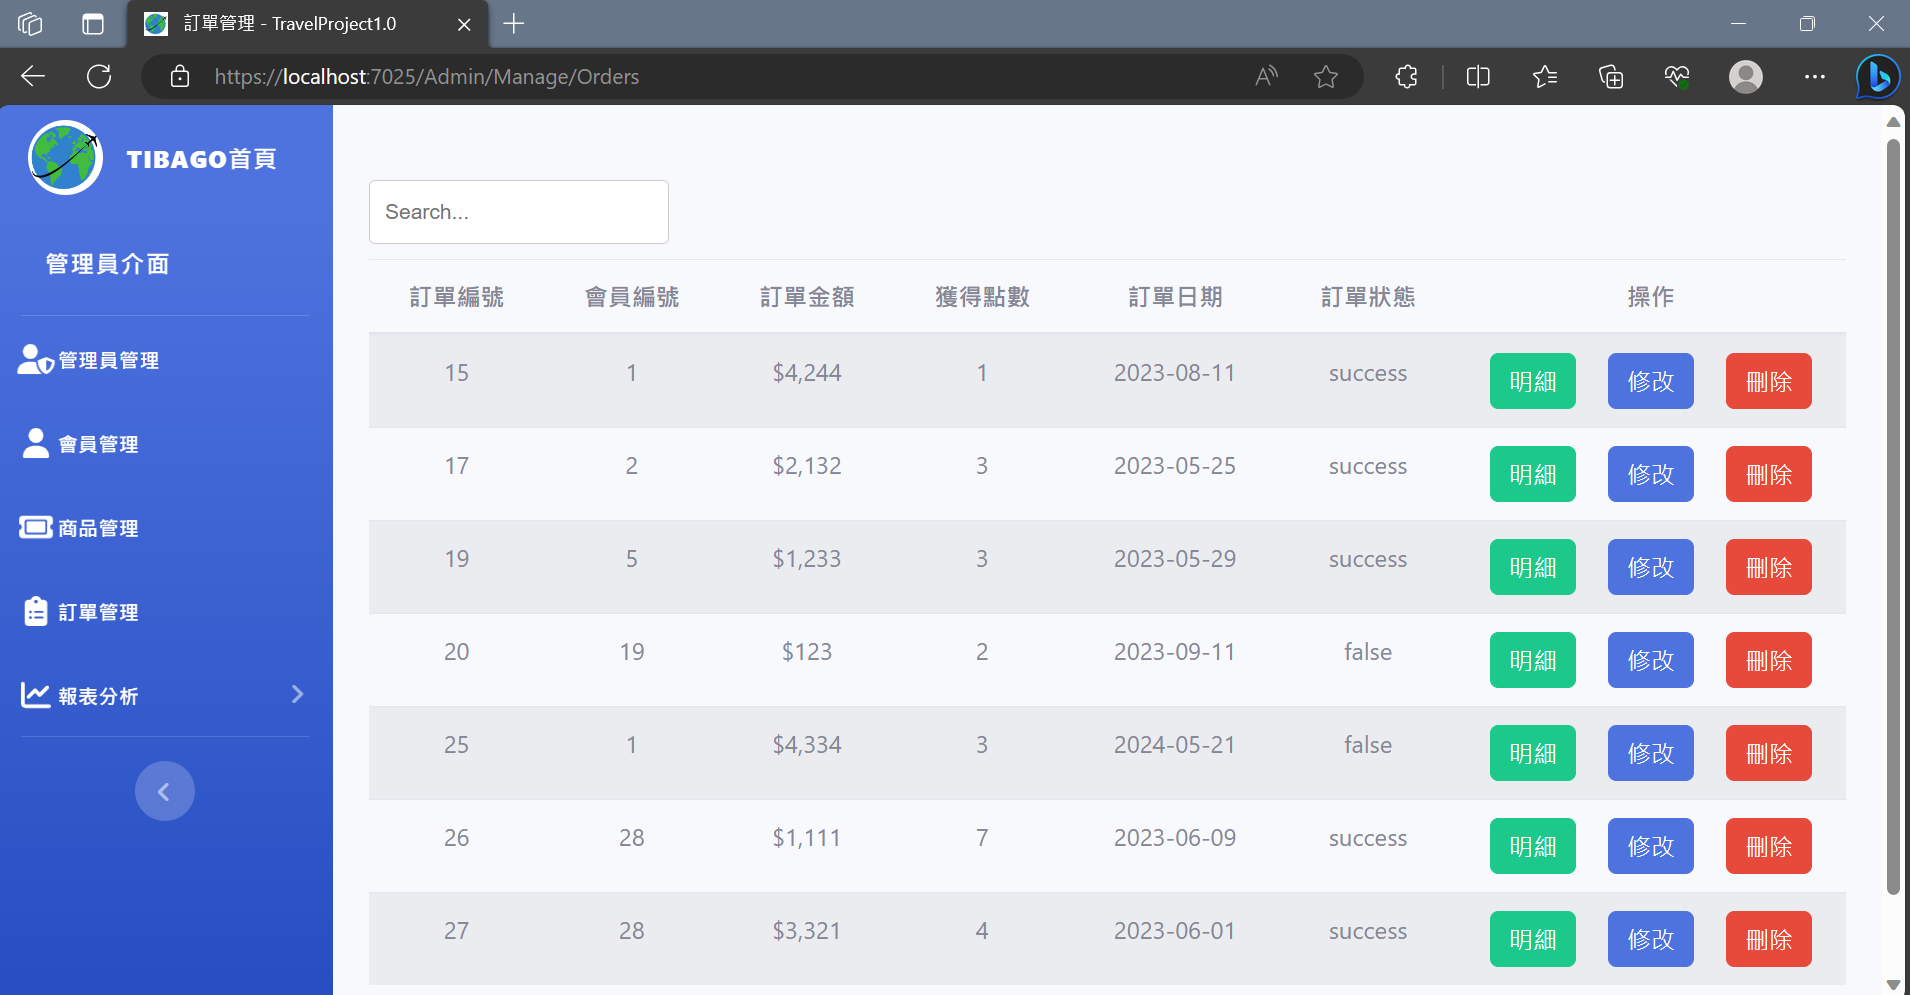 訂單管理 - TravelProject1.0
https://localhost:7025/Admin/Manage/Orders
TIBAGO首頁
管理員介面
管理員管理
會員管理
商品管理
訂單管理
報表分析
Search...
訂單編號 會員編號 訂單金額 獲得點數 訂單日期 訂單狀態 操作
15 1 $4,244 1 2023-08-11 success 明細 修改 刪除
17 2 $2,132 3 2023-05-25 success 明細 修改 刪除
19 5 $1,233 3 2023-05-29 success 明細 修改 刪除
20 19 $123 2 2023-09-11 false 明細 修改 刪除
25 1 $4,334 3 2024-05-21 false 明細 修改 刪除
26 28 $1,111 7 2023-06-09 success 明細 修改 刪除
27 28 $3,321 4 2023-06-01 success 明細 修改 刪除